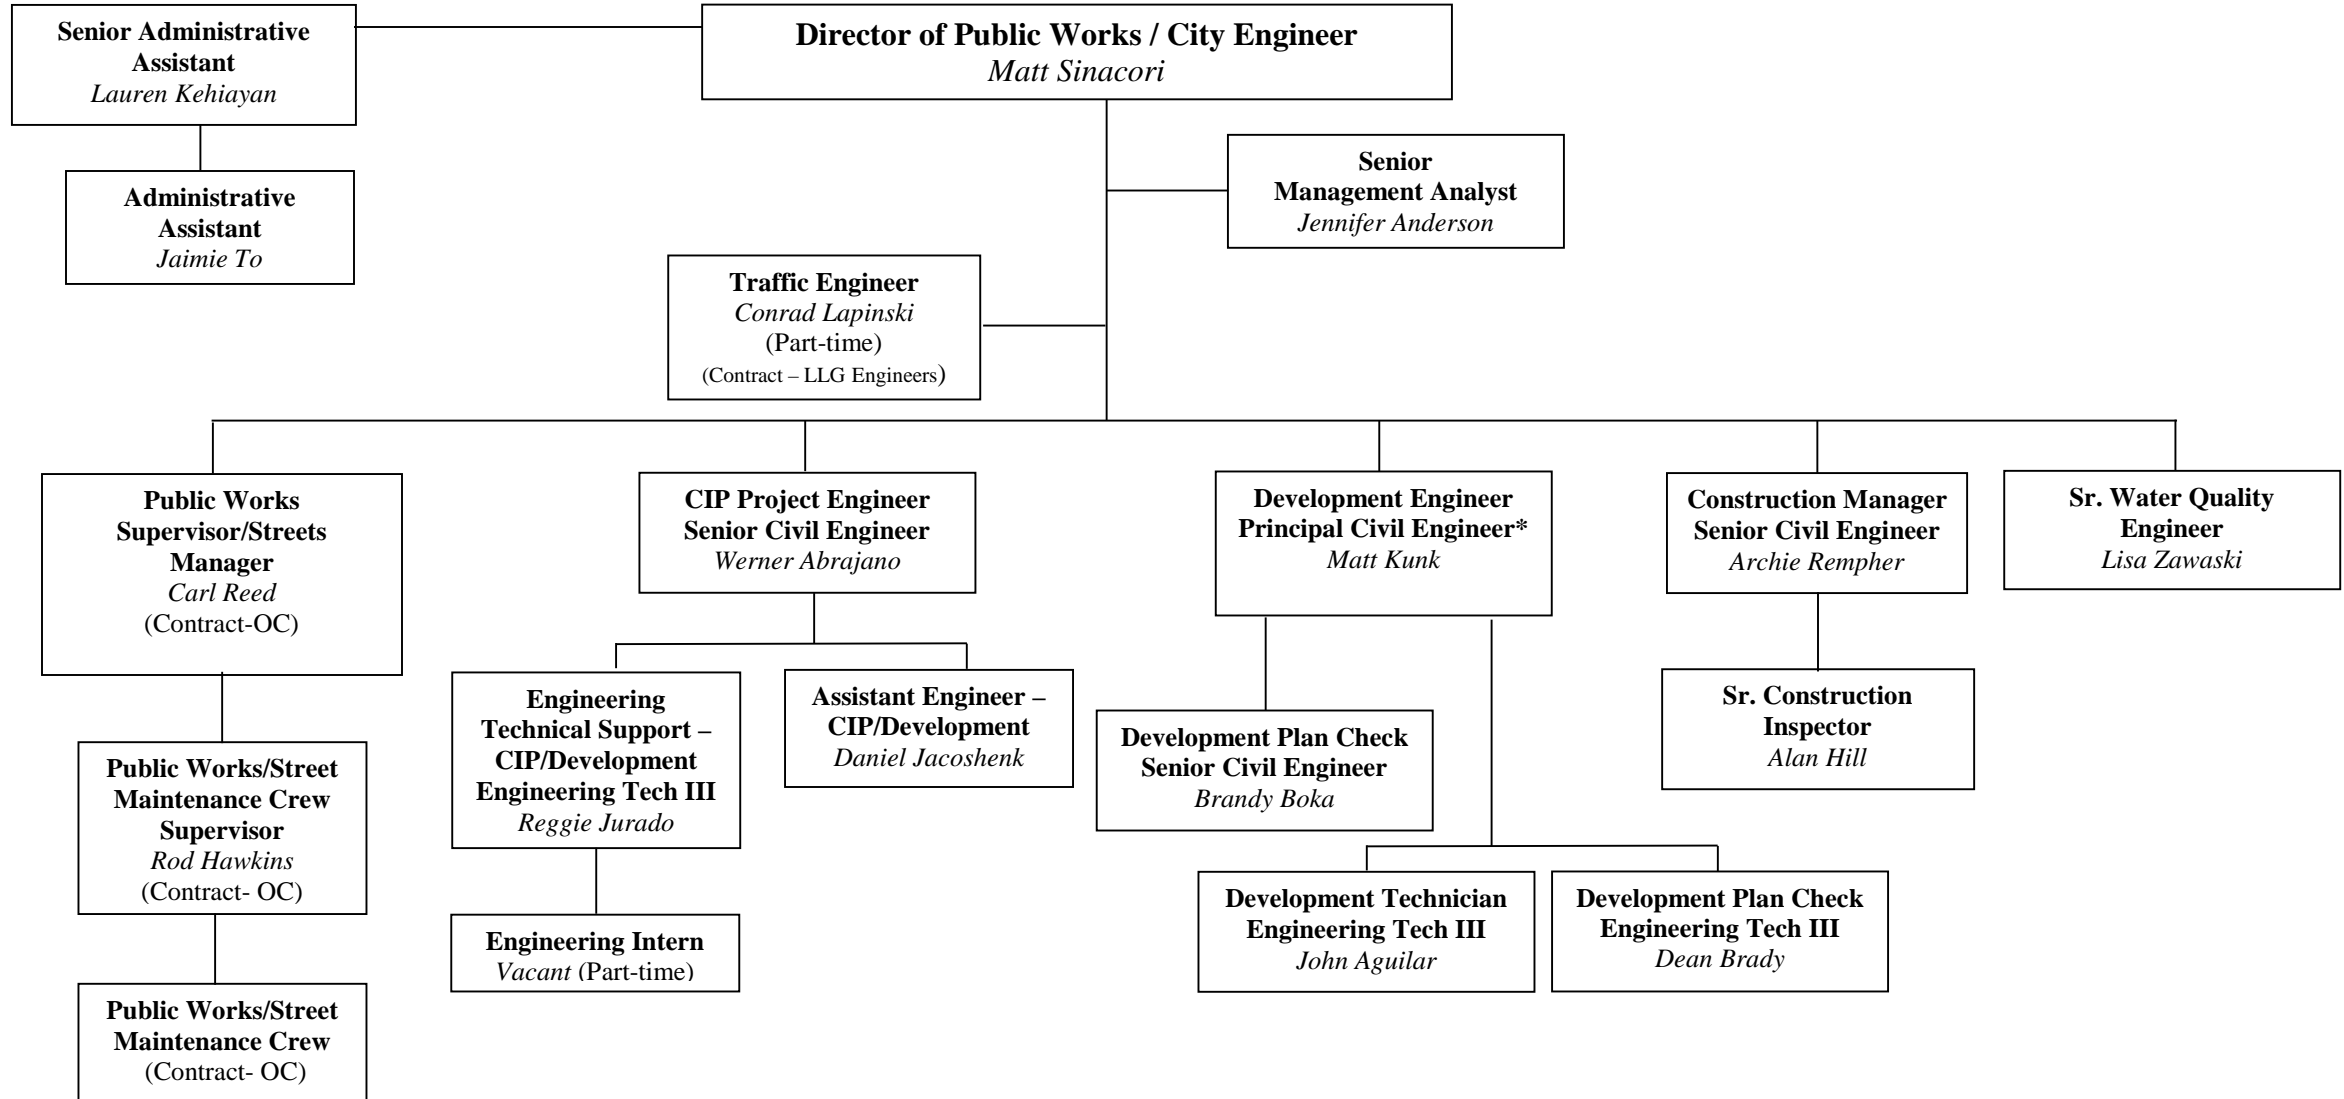 Senior Administrative
Assistant
Lauren Kehiayan
Director of Public Works / City Engineer
Matt Sinacori
Administrative
Assistant
Jaimie To
Senior
Management Analyst
Jennifer Anderson
Traffic Engineer
Conrad Lapinski
(Part-time)
(Contract – LLG Engineers)
Public Works
Supervisor/Streets
Manager
Carl Reed
(Contract-OC)
CIP Project Engineer
Senior Civil Engineer
Werner Abrajano
Development Engineer
Principal Civil Engineer*
Matt Kunk
Construction Manager
Senior Civil Engineer
Archie Rempher
Sr. Water Quality
Engineer
Lisa Zawaski
Engineering
Technical Support –
CIP/Development
Engineering Tech III
Reggie Jurado
Assistant Engineer –
CIP/Development
Daniel Jacoshenk
Development Plan Check
Senior Civil Engineer
Brandy Boka
Sr. Construction
Inspector
Alan Hill
Public Works/Street
Maintenance Crew
Supervisor
Rod Hawkins
(Contract- OC)
Engineering Intern
Vacant (Part-time)
Development Technician
Engineering Tech III
John Aguilar
Development Plan Check
Engineering Tech III
Dean Brady
Public Works/Street
Maintenance Crew
(Contract- OC)